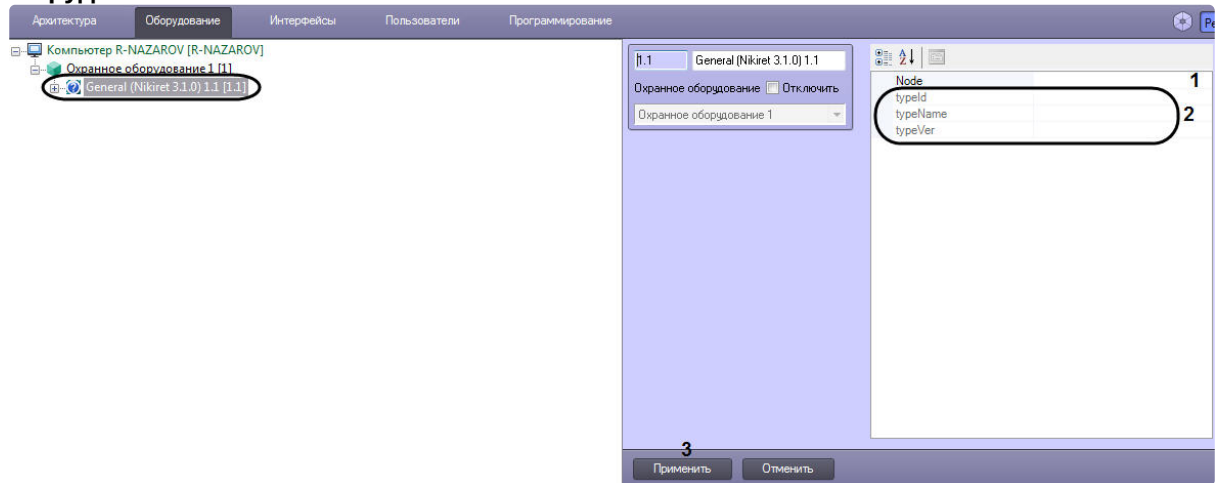 Архитектура Оборудование Интерфейсы Пользователи Программирование
Компьютер R-NAZAROV [R-NAZAROV]
Охранное оборудование 1 [1]
General (Nikiret 3.1.0) 1.1 [1.1]
1.1 General (Nikiret 3.1.0) 1.1
Охранное оборудование Отключить
Охранное оборудование 1
Node 1
typeId
typeName 2
typeVer
3
Применить Отменить